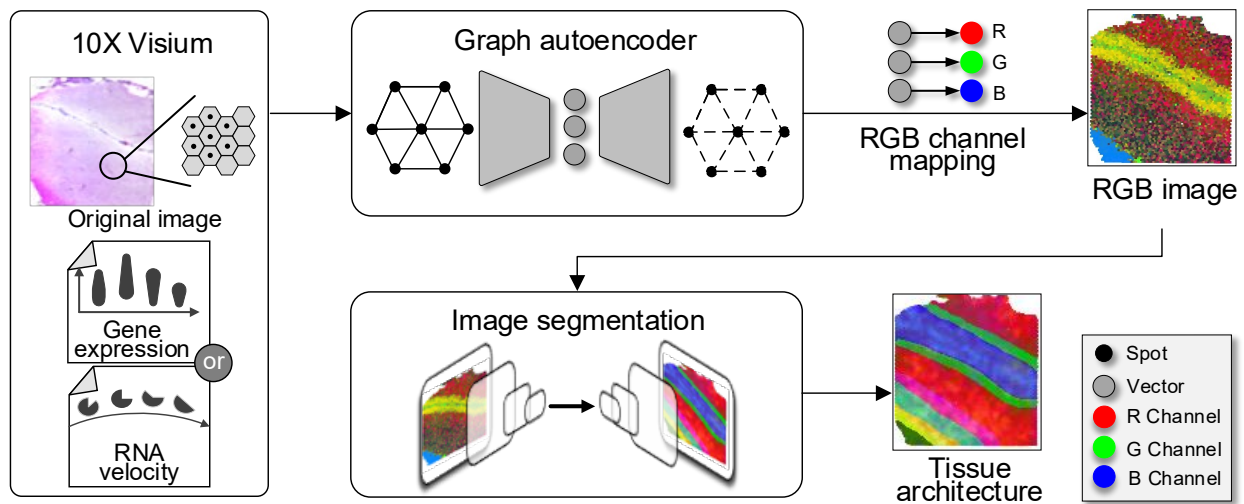 10X Visium
Original image
Gene
expression
or
RNA
velocity
Graph autoencoder
R
G
B
RGB channel
mapping
RGB image
Image segmentation
Tissue
architecture
Spot
Vector
R Channel
G Channel
B Channel